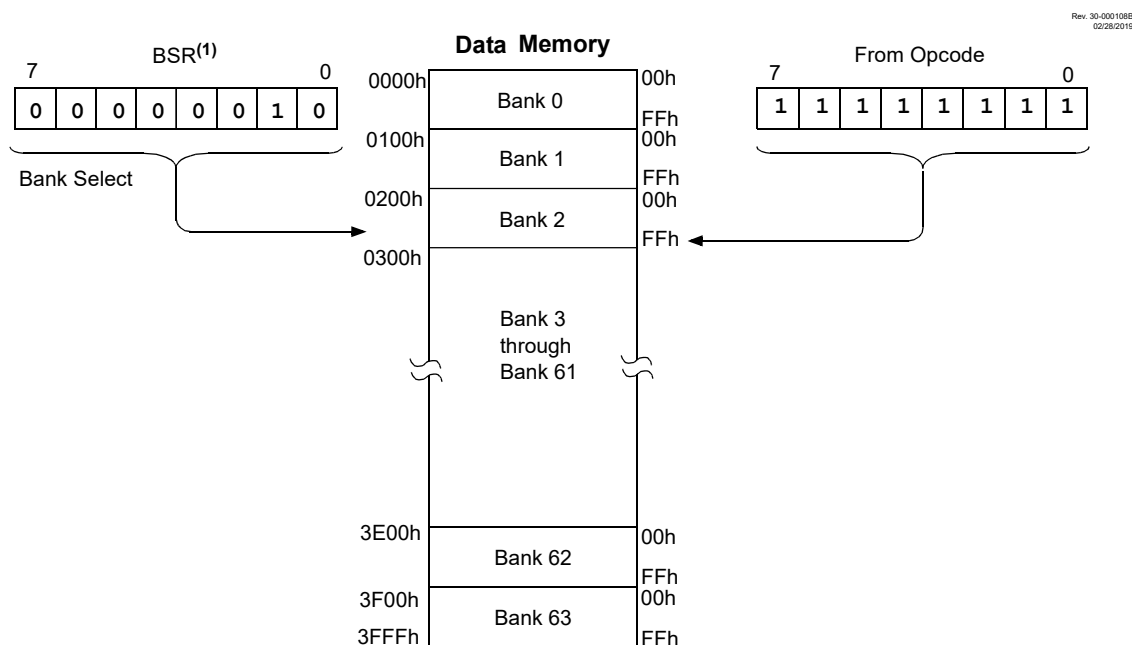 Rev. 30-000108B
02/28/2019
Data Memory
BSR(1)
From Opcode
7 0
7 0
0 0 0 0 0 0 1 0
1 1 1 1 1 1 1 1
Bank Select
0000h
Bank 0
00h
FFh
0100h
Bank 1
00h
FFh
0200h
Bank 2
00h
FFh
0300h
Bank 3
through
Bank 61
3E00h
Bank 62
00h
FFh
3F00h
Bank 63
00h
3FFFh
FFh